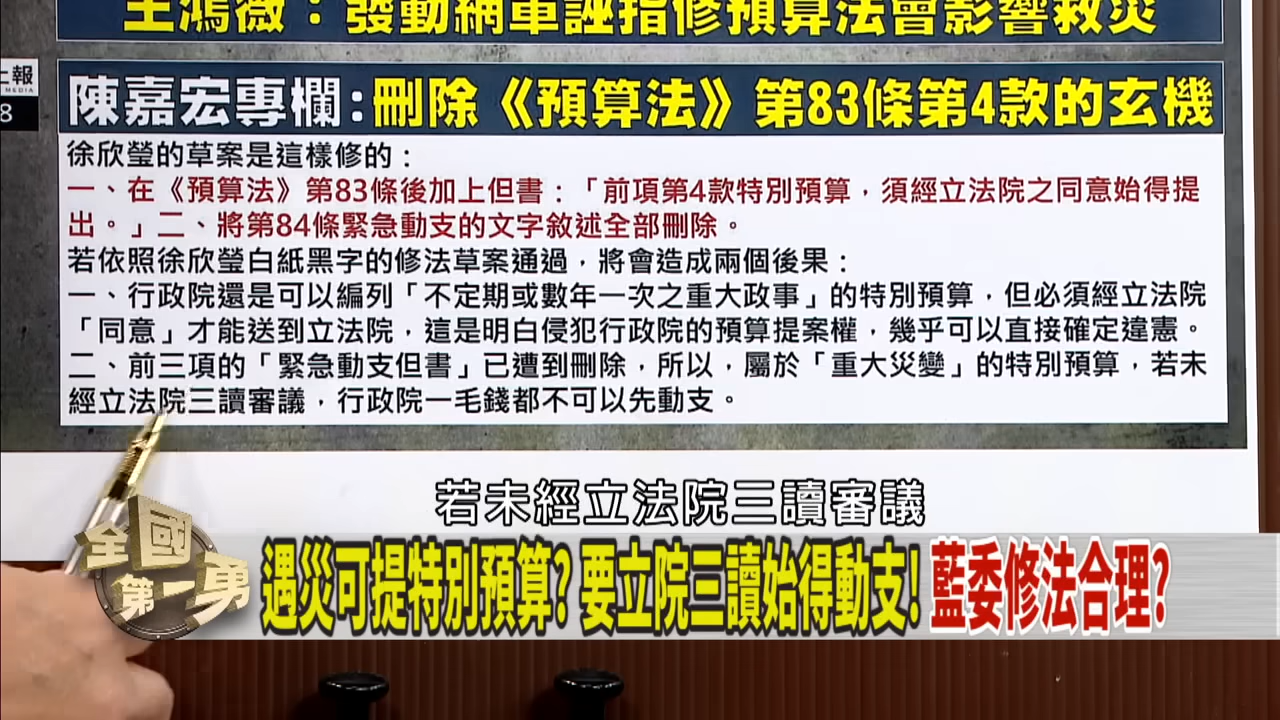 王鴻薇：發動網軍誣指修預算法會影響救災
上報
MEDIA
8
陳嘉宏專欄:刪除《預算法》第83條第4款的玄機
徐欣瑩的草案是這樣修的：
一、在《預算法》第83條後加上但書：「前項第4款特別預算，須經立法院之同意始得提
出。」二、將第84條緊急動支的文字敘述全部刪除。
若依照徐欣瑩白紙黑字的修法草案通過，將會造成兩個後果：
一、行政院還是可以編列「不定期或數年一次之重大政事」的特別預算，但必須經立法院
「同意」才能送到立法院，這是明白侵犯行政院的預算提案權，幾乎可以直接確定違憲。
二、前三項的「緊急動支但書」已遭到刪除，所以，屬於「重大災變」的特別預算，若未
經立法院三讀審議，行政院一毛錢都不可以先動支。
若未經立法院三讀審議
全國第一勇
遇災可提特別預算? 要立院三讀始得動支! 藍委修法合理?